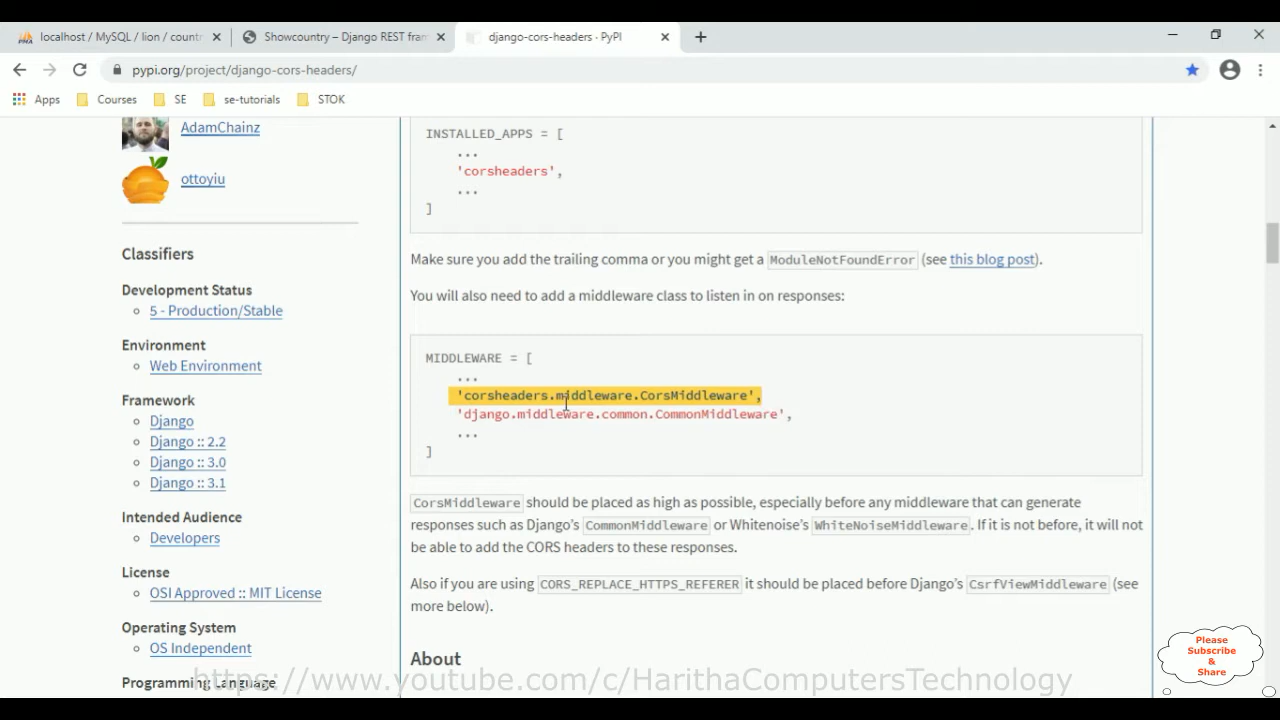 localhost / MySQL / lion / countr
Showcountry – Django REST fram
django-cors-headers · PyPI
pypi.org/project/django-cors-headers/
Apps
Courses
SE
se-tutorials
STOK
AdamChainz
ottoyiu
Classifiers
Development Status
5 - Production/Stable
Environment
Web Environment
Framework
Django
Django :: 2.2
Django :: 3.0
Django :: 3.1
Intended Audience
Developers
License
OSI Approved :: MIT License
Operating System
OS Independent
Programming Language
INSTALLED_APPS = [
...
'corsheaders',
...
]
Make sure you add the trailing comma or you might get a ModuleNotFoundError (see this blog post).
You will also need to add a middleware class to listen in on responses:
MIDDLEWARE = [
...
'corsheaders.middleware.CorsMiddleware',
'django.middleware.common.CommonMiddleware',
...
]
CorsMiddleware should be placed as high as possible, especially before any middleware that can generate
responses such as Django's CommonMiddleware or Whitenoise's WhiteNoiseMiddleware. If it is not before, it will not
be able to add the CORS headers to these responses.
Also if you are using CORS_REPLACE_HTTPS_REFERER it should be placed before Django's CsrfViewMiddleware (see
more below).
About
Please
Subscribe
&
Share
https://www.youtube.com/c/HarithaComputersTechnology